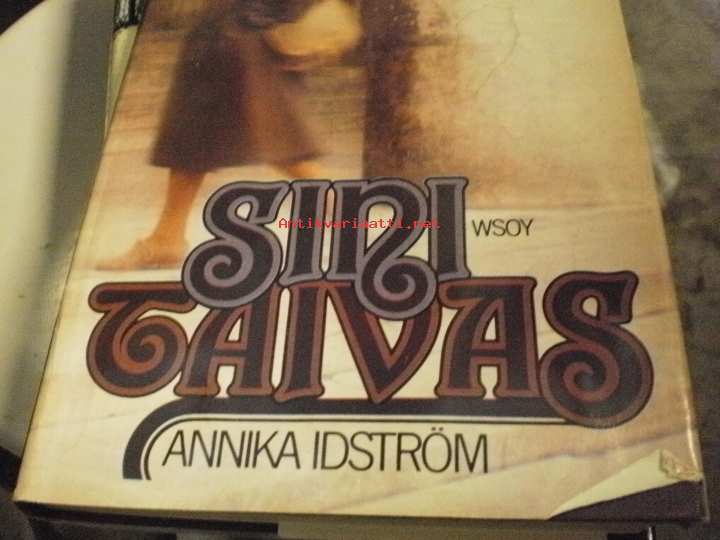 SINI
Antikvariaatti.net
WSOY
TAIVAS
ANNIKA IDSTRÖM